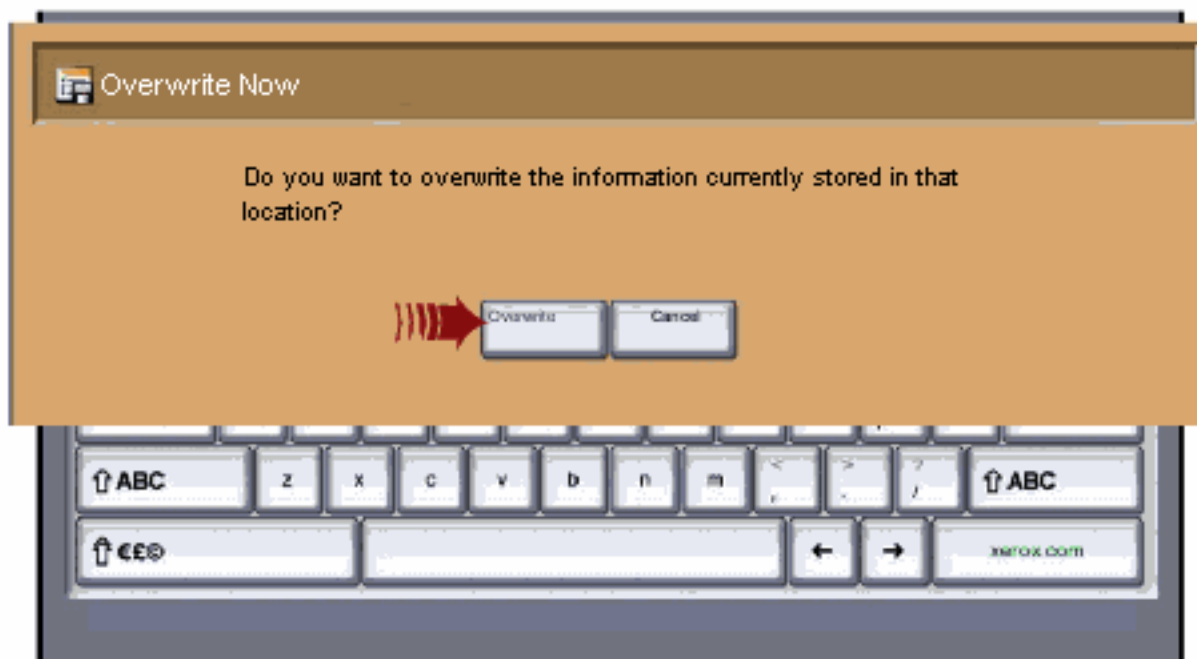 Overwrite Now
Do you want to overwrite the information currently stored in that
location?
Overwrite Cancel
⇧ ABC z x c v b n m < , > . ? / ⇧ ABC
⇧ €£© ← → xerox.com